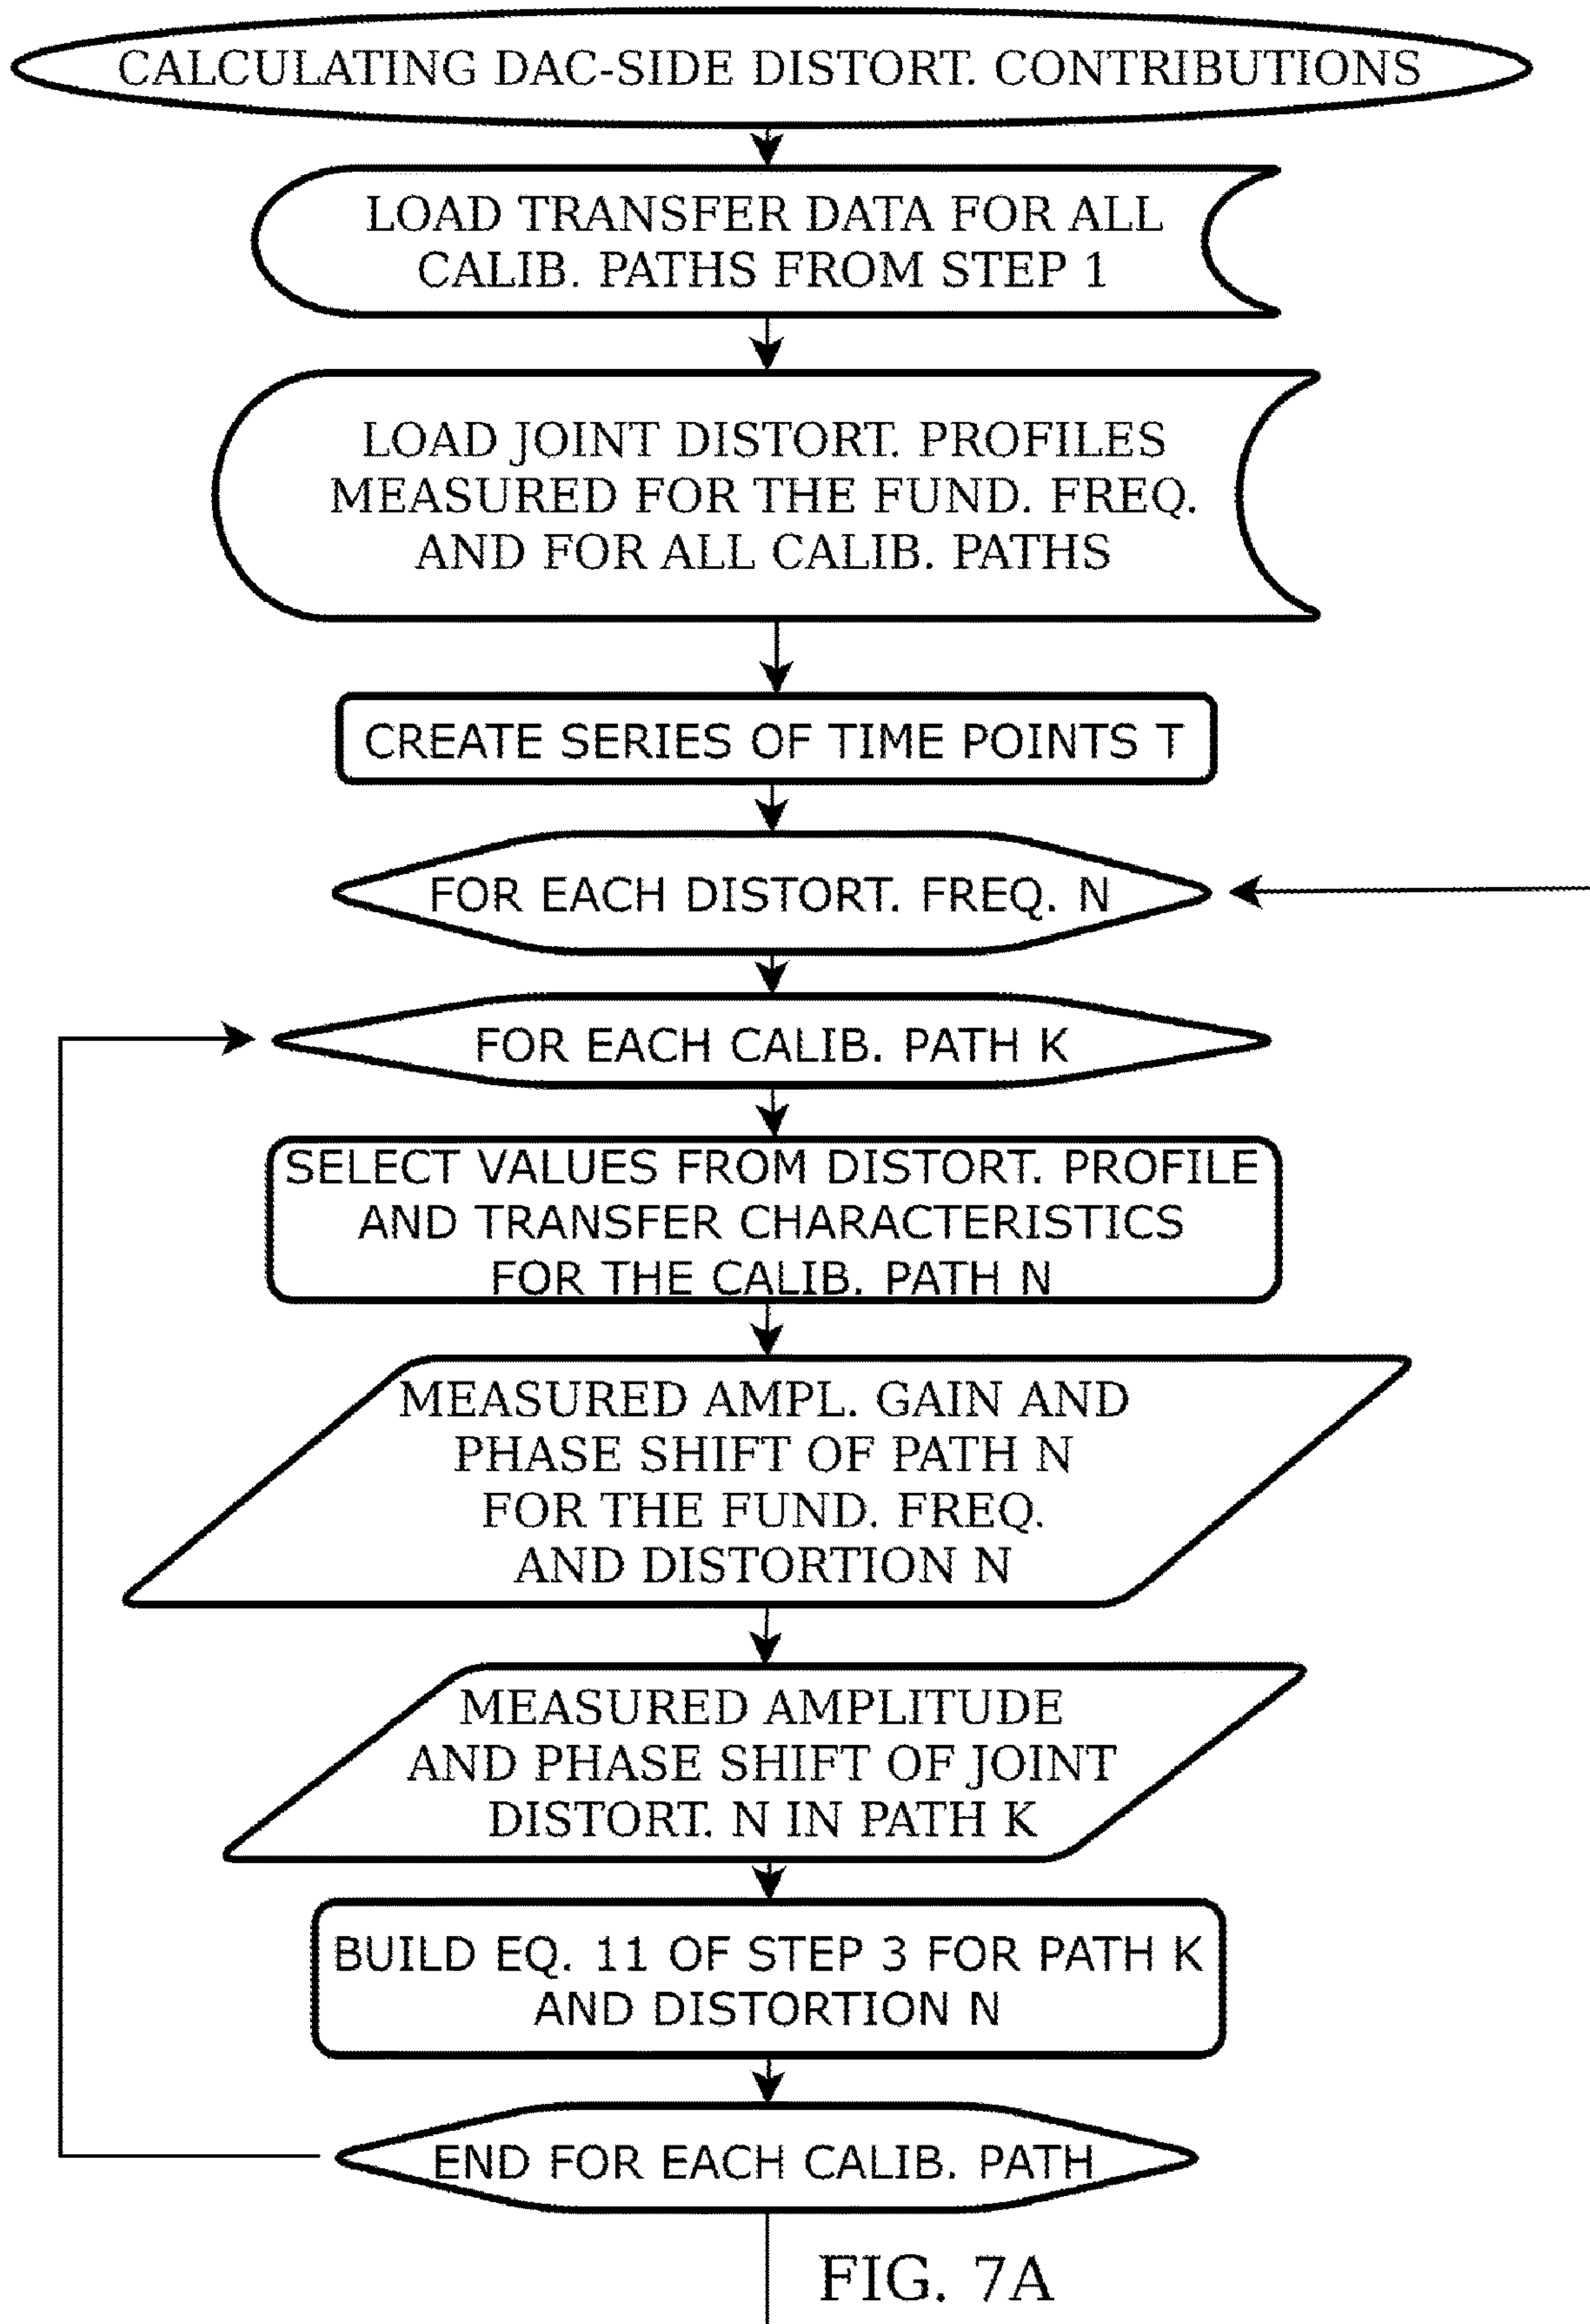 CALCULATING DAC-SIDE DISTORT. CONTRIBUTIONS
LOAD TRANSFER DATA FOR ALL
CALIB. PATHS FROM STEP 1
LOAD JOINT DISTORT. PROFILES
MEASURED FOR THE FUND. FREQ.
AND FOR ALL CALIB. PATHS
CREATE SERIES OF TIME POINTS T
FOR EACH DISTORT. FREQ. N
FOR EACH CALIB. PATH K
SELECT VALUES FROM DISTORT. PROFILE
AND TRANSFER CHARACTERISTICS
FOR THE CALIB. PATH N
MEASURED AMPL. GAIN AND
PHASE SHIFT OF PATH N
FOR THE FUND. FREQ.
AND DISTORTION N
MEASURED AMPLITUDE
AND PHASE SHIFT OF JOINT
DISTORT. N IN PATH K
BUILD EQ. 11 OF STEP 3 FOR PATH K
AND DISTORTION N
END FOR EACH CALIB. PATH
FIG. 7A